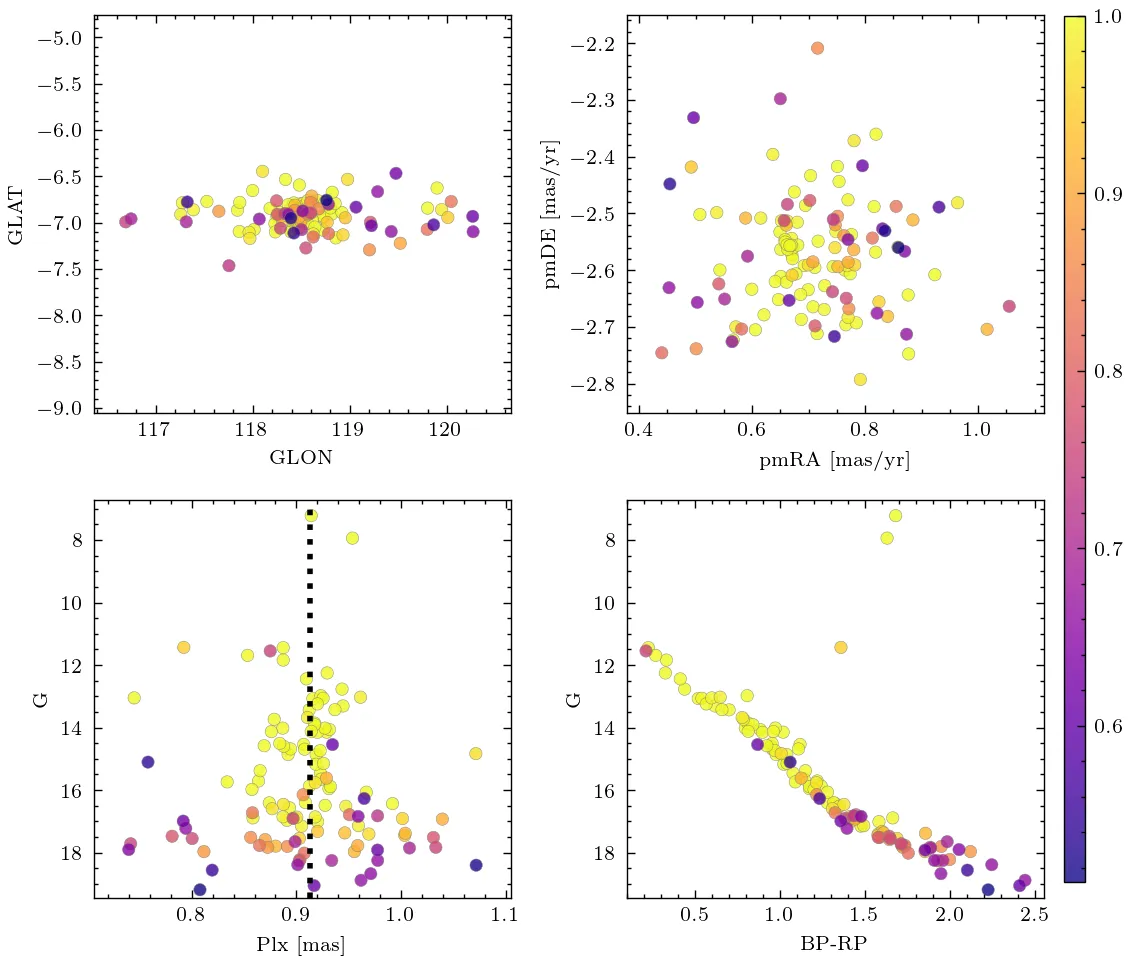 −5.0
−5.5
−6.0
−6.5
−7.0
−7.5
−8.0
−8.5
−9.0
GLAT
117 118 119 120
GLON
−2.2
−2.3
−2.4
−2.5
−2.6
−2.7
−2.8
pmDE [mas/yr]
0.4 0.6 0.8 1.0
pmRA [mas/yr]
8
10
12
14
16
18
G
0.8 0.9 1.0 1.1
Plx [mas]
8
10
12
14
16
18
G
0.5 1.0 1.5 2.0 2.5
BP-RP
1.0
0.9
0.8
0.7
0.6